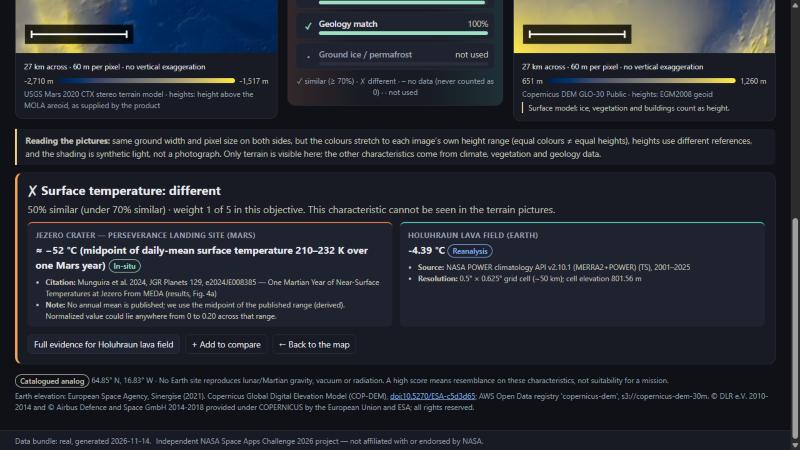 ✓ Geology match 100%
· Ground ice / permafrost not used
✓ similar (≥ 70%) · ✗ different · – no data (never counted as
0) · · not used
27 km across · 60 m per pixel · no vertical exaggeration
-2,710 m -1,517 m
USGS Mars 2020 CTX stereo terrain model · heights: height above the
MOLA areoid, as supplied by the product
27 km across · 60 m per pixel · no vertical exaggeration
651 m 1,260 m
Copernicus DEM GLO-30 Public · heights: EGM2008 geoid
Surface model: ice, vegetation and buildings count as height.
Reading the pictures: same ground width and pixel size on both sides, but the colours stretch to each image's own height range (equal colours ≠ equal heights), heights use different references,
and the shading is synthetic light, not a photograph. Only terrain is visible here; the other characteristics come from climate, vegetation and geology data.
✗ Surface temperature: different
50% similar (under 70% similar) · weight 1 of 5 in this objective. This characteristic cannot be seen in the terrain pictures.
JEZERO CRATER — PERSEVERANCE LANDING SITE (MARS)
≈ −52 °C (midpoint of daily-mean surface temperature 210–232 K over
one Mars year) In-situ
• Citation: Munguira et al. 2024, JGR Planets 129, e2024JE008385 — One Martian Year of Near-Surface
Temperatures at Jezero From MEDA (results, Fig. 4a)
• Note: No annual mean is published; we use the midpoint of the published range (derived).
Normalized value could lie anywhere from 0 to 0.20 across that range.
HOLUHRAUN LAVA FIELD (EARTH)
-4.39 °C Reanalysis
• Source: NASA POWER climatology API v2.10.1 (MERRA2+POWER) (TS), 2001–2025
• Resolution: 0.5° × 0.625° grid cell (~50 km); cell elevation 801.56 m
Full evidence for Holuhraun lava field + Add to compare ← Back to the map
Catalogued analog 64.85° N, 16.83° W · No Earth site reproduces lunar/Martian gravity, vacuum or radiation. A high score means resemblance on these characteristics, not suitability for a mission.
Earth elevation: European Space Agency, Sinergise (2021). Copernicus Global Digital Elevation Model (COP-DEM), doi:10.5270/ESA-c5d3d65; AWS Open Data registry 'copernicus-dem', s3://copernicus-dem-30m. © DLR e.V. 2010-
2014 and © Airbus Defence and Space GmbH 2014-2018 provided under COPERNICUS by the European Union and ESA; all rights reserved.
Data bundle: real, generated 2026-11-14. Independent NASA Space Apps Challenge 2026 project — not affiliated with or endorsed by NASA.